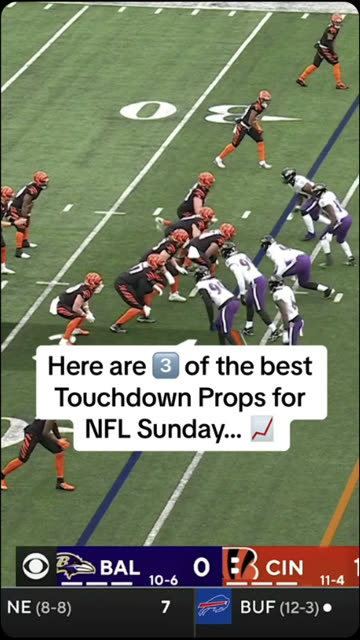 Here are 3️⃣ of the best
Touchdown Props for
NFL Sunday... 📈
BAL 10-6 0 CIN 11-4 1
NE (8-8) 7 BUF (12-3)